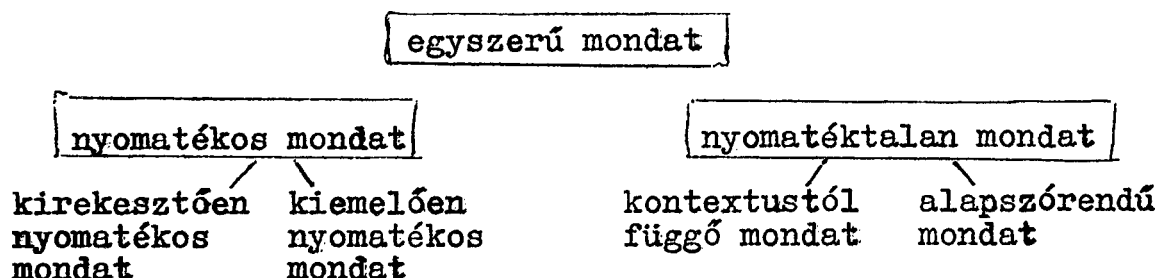 egyszerű mondat
nyomatékos mondat
nyomatéktalan mondat
kirekesztően
nyomatékos
mondat
kiemelően
nyomatékos
mondat
kontextustól
függő mondat
alapszórendű
mondat